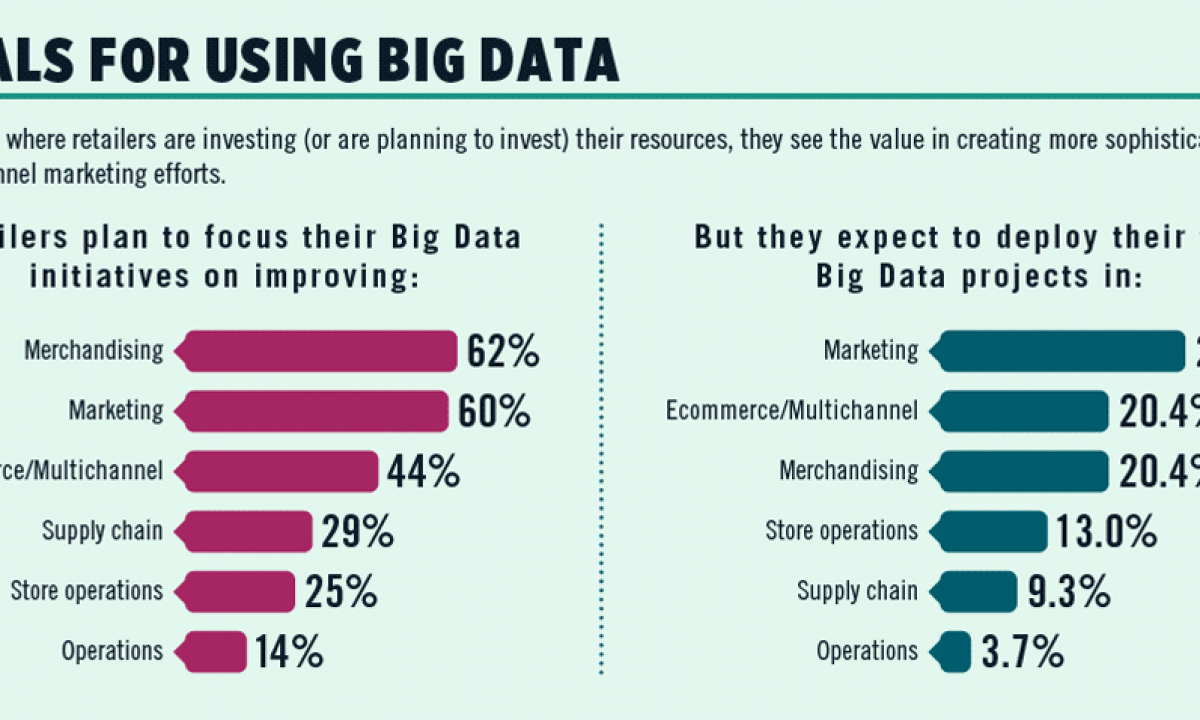 ALS FOR USING BIG DATA
where retailers are investing (or are planning to invest) their resources, they see the value in creating more sophistica
nnel marketing efforts.
ilers plan to focus their Big Data
initiatives on improving:
Merchandising 62%
Marketing 60%
rce/Multichannel 44%
Supply chain 29%
Store operations 25%
Operations 14%
But they expect to deploy their
Big Data projects in:
Marketing 2
Ecommerce/Multichannel 20.4%
Merchandising 20.4%
Store operations 13.0%
Supply chain 9.3%
Operations 3.7%